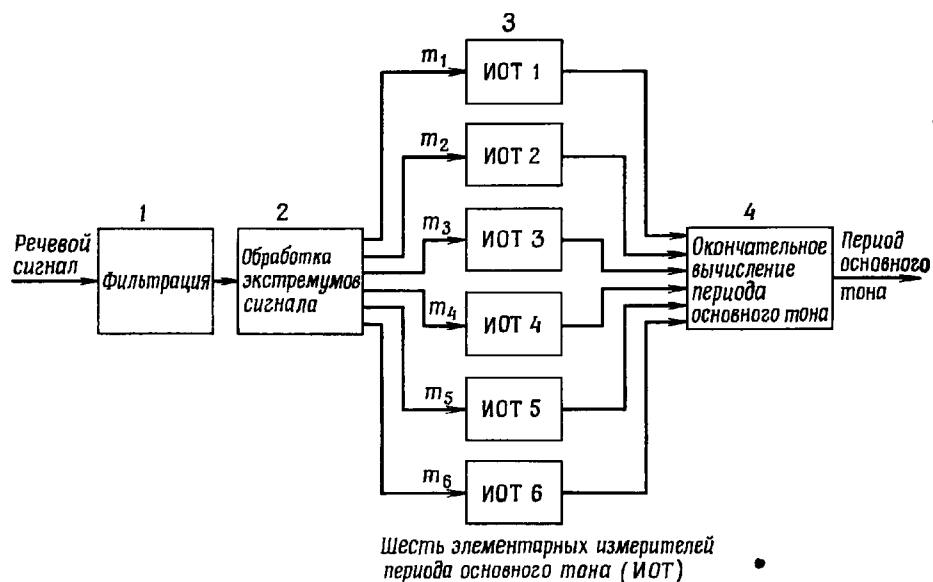 3
m1
ИОТ 1
m2
ИОТ 2
1
2
m3
4
Речевой
сигнал
Фильтрация
Обработка
экстремумов
сигнала
ИОТ 3
Окончательное
вычисление
периода
основного тона
Период
основного
тона
m4
ИОТ 4
m5
ИОТ 5
m6
ИОТ 6
Шесть элементарных измерителей
периода основного тона (ИОТ)